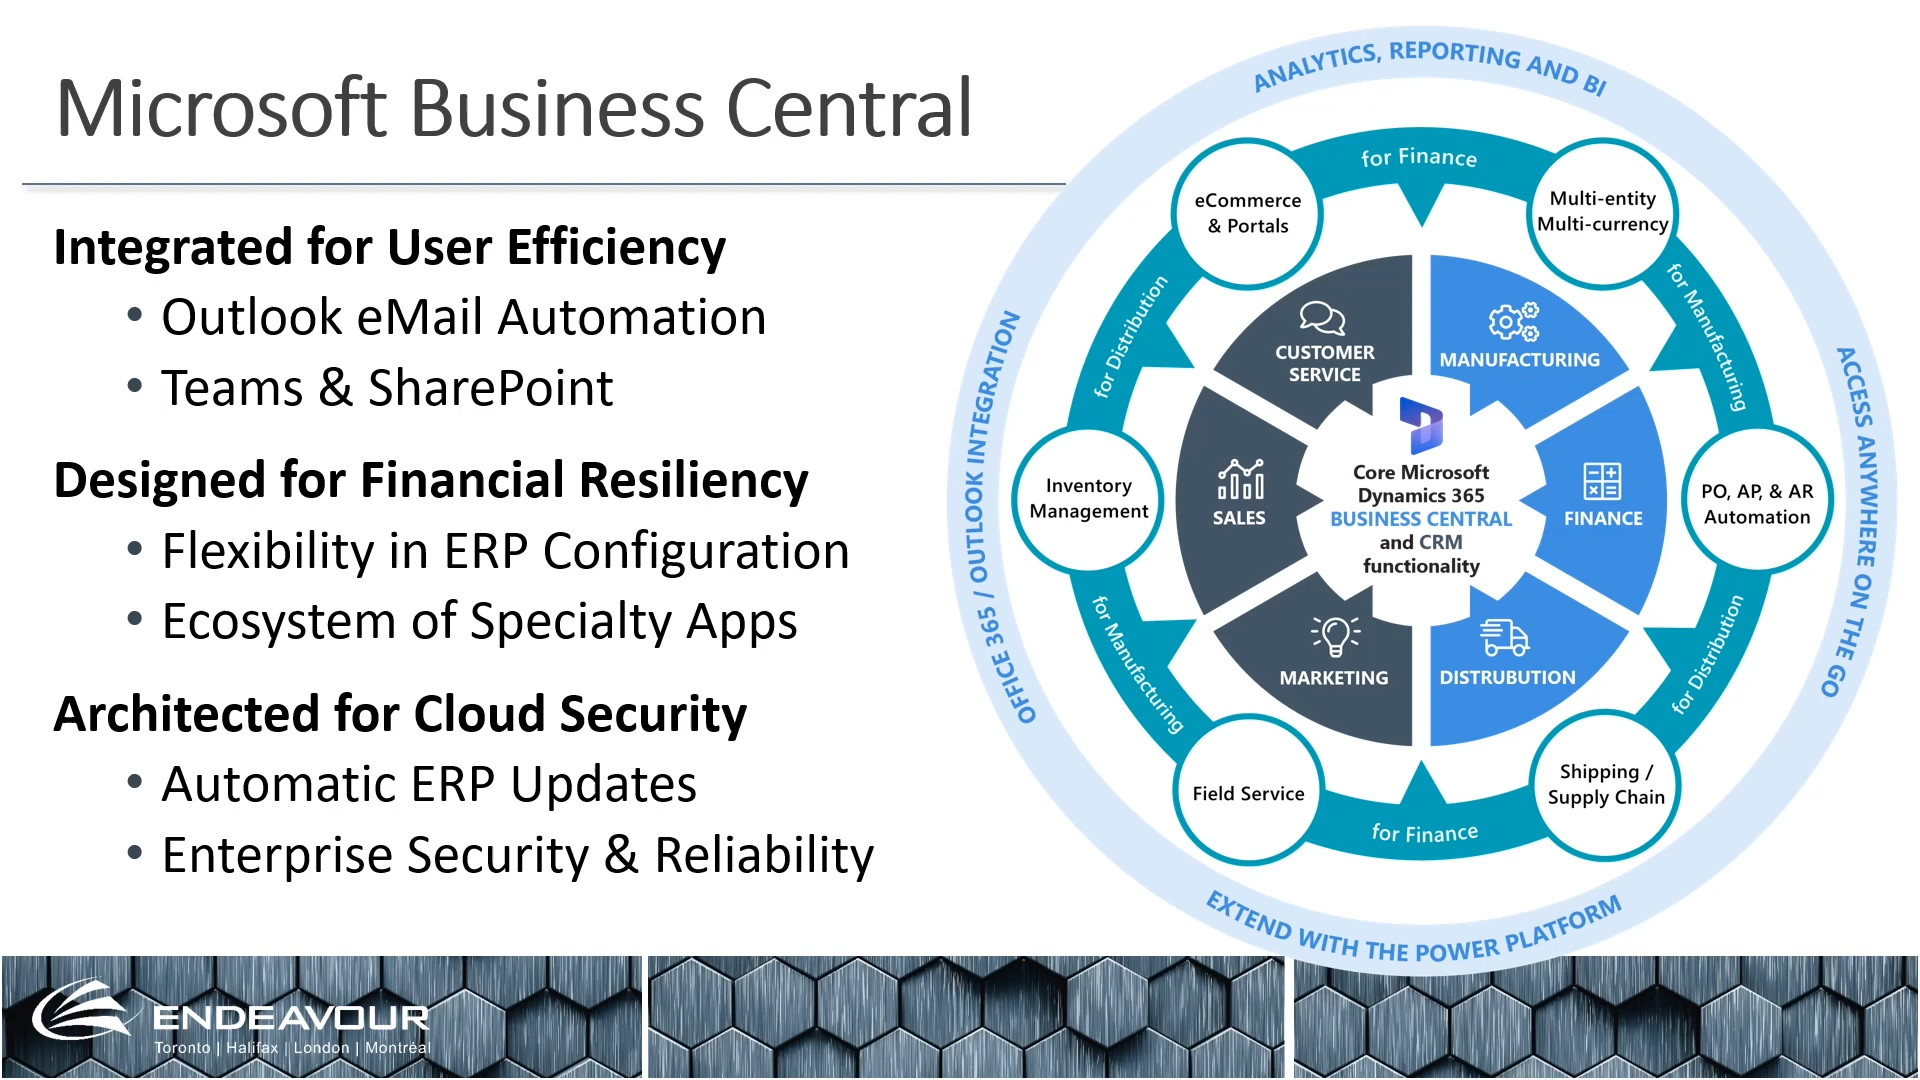 Microsoft Business Central
Integrated for User Efficiency
• Outlook eMail Automation
• Teams & SharePoint
Designed for Financial Resiliency
• Flexibility in ERP Configuration
• Ecosystem of Specialty Apps
Architected for Cloud Security
• Automatic ERP Updates
• Enterprise Security & Reliability
ANALYTICS, REPORTING AND BI
ACCESS ANYWHERE ON THE GO
EXTEND WITH THE POWER PLATFORM
OFFICE 365 / OUTLOOK INTEGRATION
for Finance
eCommerce
& Portals
Multi-entity
Multi-currency
for Distribution
for Manufacturing
Inventory
Management
PO, AP, & AR
Automation
for Manufacturing
for Distribution
Field Service
Shipping /
Supply Chain
for Finance
CUSTOMER
SERVICE
MANUFACTURING
SALES
FINANCE
MARKETING
DISTRUBUTION
Core Microsoft
Dynamics 365
BUSINESS CENTRAL
and CRM
functionality
ENDEAVOUR
Toronto | Halifax | London | Montréal